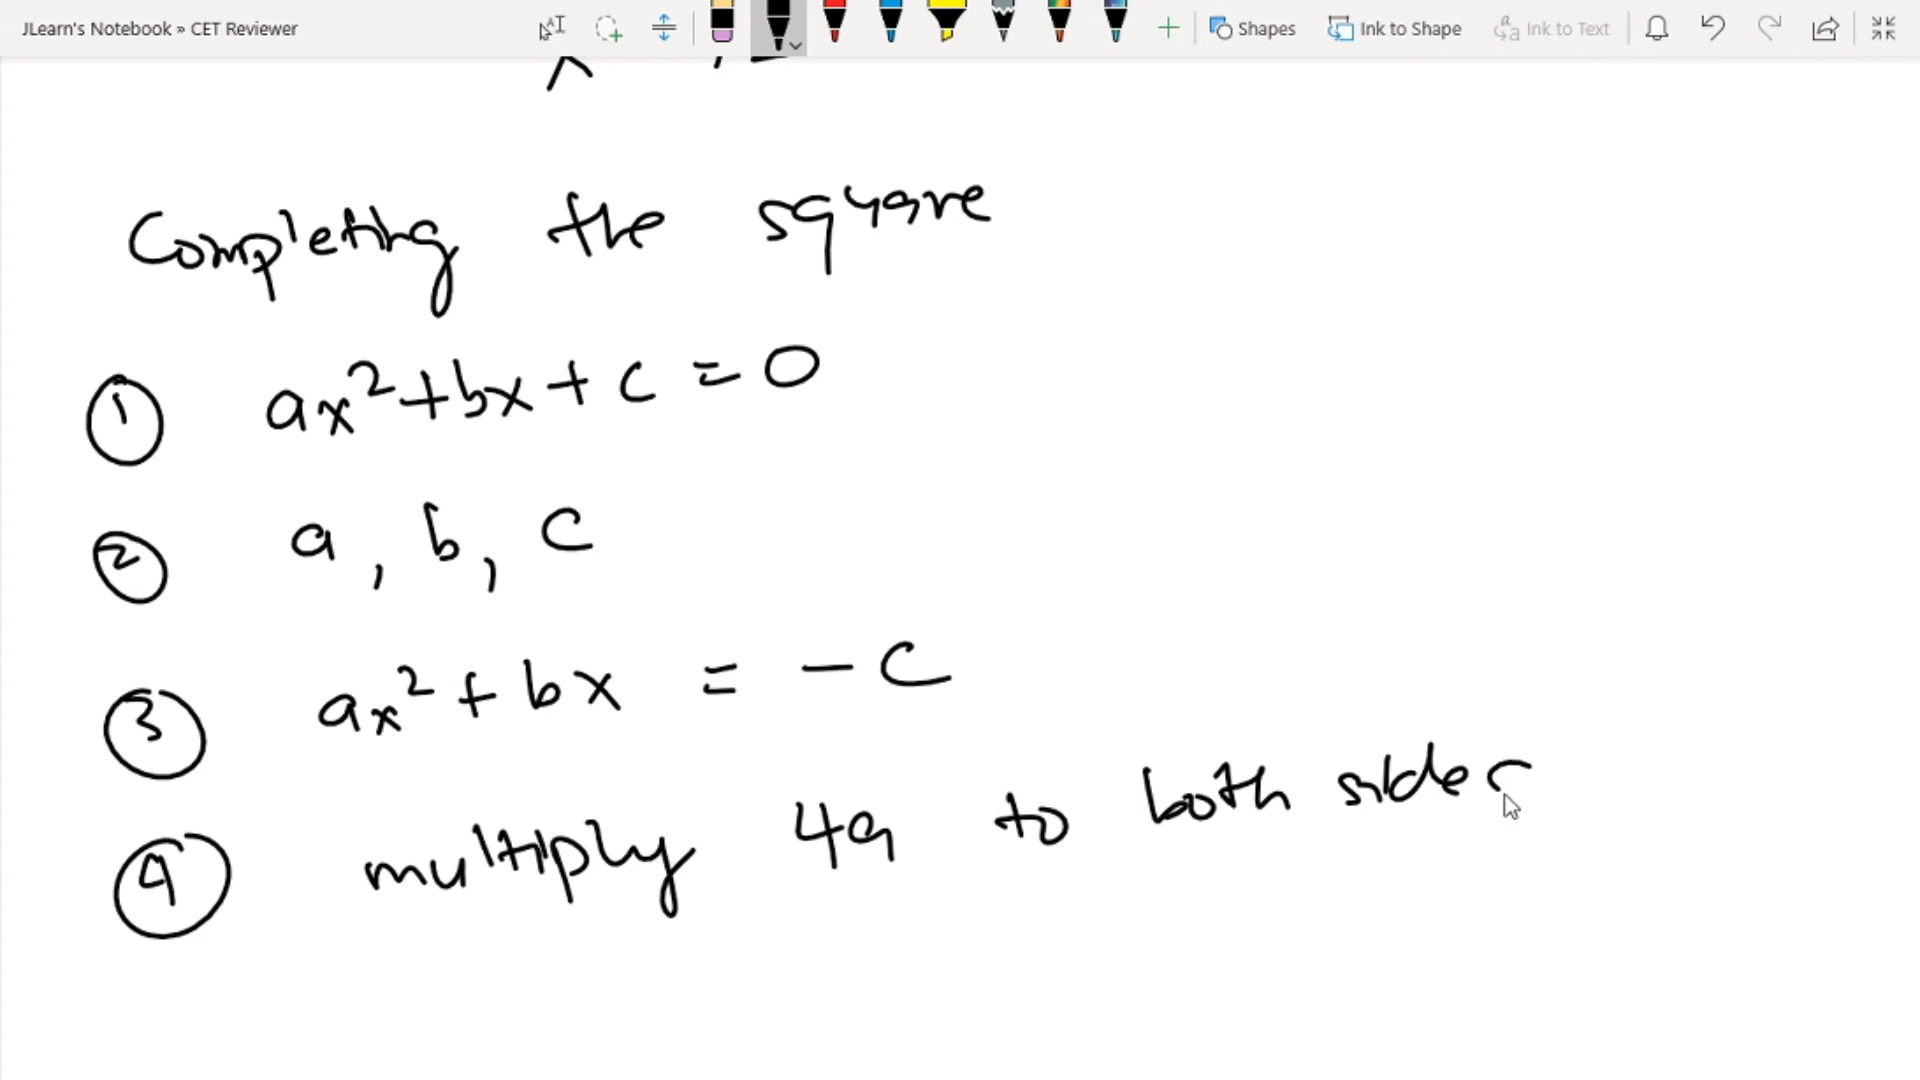 JLearn's Notebook » CET Reviewer Shapes Ink to Shape Ink to Text
Completing the square
① ax²+bx+c=0
② a, b, c
③ ax²+bx = -c
④ multiply 4a to both sides